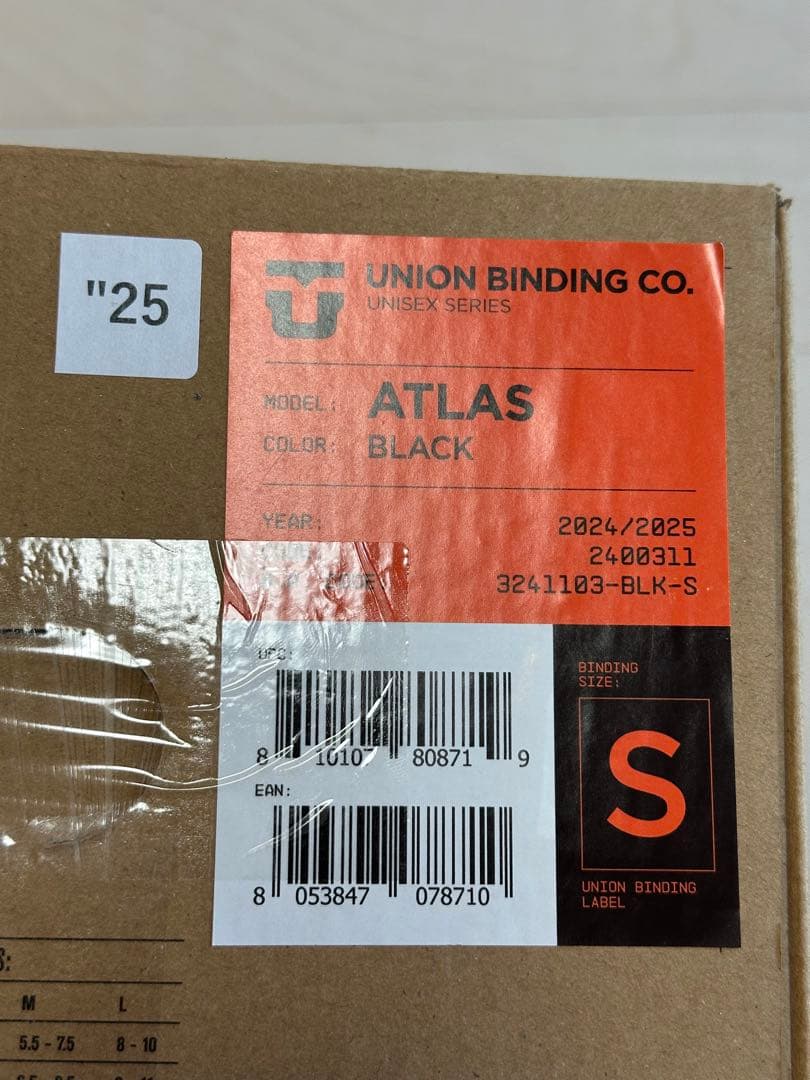 "25
UNION BINDING CO.
UNISEX SERIES
MODEL: ATLAS
COLOR: BLACK
YEAR: 2024/2025
2400311
CODE 3241103-BLK-S
UPC:
8 10107 80871 9
EAN:
8 053847 078710
BINDING
SIZE:
S
UNION BINDING
LABEL
S:
M L
5.5 - 7.5 8 - 10